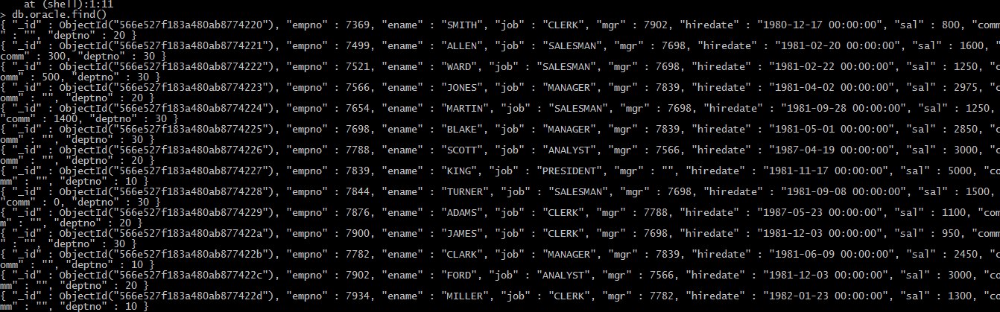 at (shell):1:11
> db.oracle.find()
{ "_id" : ObjectId("566e527f183a480ab8774220"), "empno" : 7369, "ename" : "SMITH", "job" : "CLERK", "mgr" : 7902, "hiredate" : "1980-12-17 00:00:00", "sal" : 800, "comm
" : "", "deptno" : 20 }
{ "_id" : ObjectId("566e527f183a480ab8774221"), "empno" : 7499, "ename" : "ALLEN", "job" : "SALESMAN", "mgr" : 7698, "hiredate" : "1981-02-20 00:00:00", "sal" : 1600, "
comm" : 300, "deptno" : 30 }
{ "_id" : ObjectId("566e527f183a480ab8774222"), "empno" : 7521, "ename" : "WARD", "job" : "SALESMAN", "mgr" : 7698, "hiredate" : "1981-02-22 00:00:00", "sal" : 1250, "c
omm" : 500, "deptno" : 30 }
{ "_id" : ObjectId("566e527f183a480ab8774223"), "empno" : 7566, "ename" : "JONES", "job" : "MANAGER", "mgr" : 7839, "hiredate" : "1981-04-02 00:00:00", "sal" : 2975, "c
omm" : "", "deptno" : 20 }
{ "_id" : ObjectId("566e527f183a480ab8774224"), "empno" : 7654, "ename" : "MARTIN", "job" : "SALESMAN", "mgr" : 7698, "hiredate" : "1981-09-28 00:00:00", "sal" : 1250,
"comm" : 1400, "deptno" : 30 }
{ "_id" : ObjectId("566e527f183a480ab8774225"), "empno" : 7698, "ename" : "BLAKE", "job" : "MANAGER", "mgr" : 7839, "hiredate" : "1981-05-01 00:00:00", "sal" : 2850, "c
omm" : "", "deptno" : 30 }
{ "_id" : ObjectId("566e527f183a480ab8774226"), "empno" : 7788, "ename" : "SCOTT", "job" : "ANALYST", "mgr" : 7566, "hiredate" : "1987-04-19 00:00:00", "sal" : 3000, "c
omm" : "", "deptno" : 20 }
{ "_id" : ObjectId("566e527f183a480ab8774227"), "empno" : 7839, "ename" : "KING", "job" : "PRESIDENT", "mgr" : "", "hiredate" : "1981-11-17 00:00:00", "sal" : 5000, "co
mm" : "", "deptno" : 10 }
{ "_id" : ObjectId("566e527f183a480ab8774228"), "empno" : 7844, "ename" : "TURNER", "job" : "SALESMAN", "mgr" : 7698, "hiredate" : "1981-09-08 00:00:00", "sal" : 1500,
"comm" : 0, "deptno" : 30 }
{ "_id" : ObjectId("566e527f183a480ab8774229"), "empno" : 7876, "ename" : "ADAMS", "job" : "CLERK", "mgr" : 7788, "hiredate" : "1987-05-23 00:00:00", "sal" : 1100, "com
m" : "", "deptno" : 20 }
{ "_id" : ObjectId("566e527f183a480ab877422a"), "empno" : 7900, "ename" : "JAMES", "job" : "CLERK", "mgr" : 7698, "hiredate" : "1981-12-03 00:00:00", "sal" : 950, "comm
" : "", "deptno" : 30 }
{ "_id" : ObjectId("566e527f183a480ab877422b"), "empno" : 7782, "ename" : "CLARK", "job" : "MANAGER", "mgr" : 7839, "hiredate" : "1981-06-09 00:00:00", "sal" : 2450, "c
omm" : "", "deptno" : 10 }
{ "_id" : ObjectId("566e527f183a480ab877422c"), "empno" : 7902, "ename" : "FORD", "job" : "ANALYST", "mgr" : 7566, "hiredate" : "1981-12-03 00:00:00", "sal" : 3000, "co
mm" : "", "deptno" : 20 }
{ "_id" : ObjectId("566e527f183a480ab877422d"), "empno" : 7934, "ename" : "MILLER", "job" : "CLERK", "mgr" : 7782, "hiredate" : "1982-01-23 00:00:00", "sal" : 1300, "co
mm" : "", "deptno" : 10 }